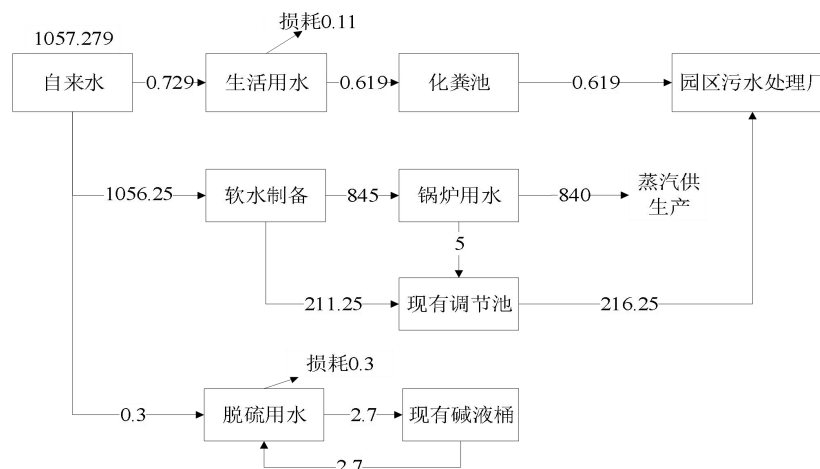 损耗0.11
1057.279
自来水
0.729
生活用水
0.619
化粪池
0.619
园区污水处理厂
1056.25
软水制备
845
锅炉用水
840
蒸汽供
生产
5
211.25
现有调节池
216.25
损耗0.3
0.3
脱硫用水
2.7
现有碱液桶
2.7